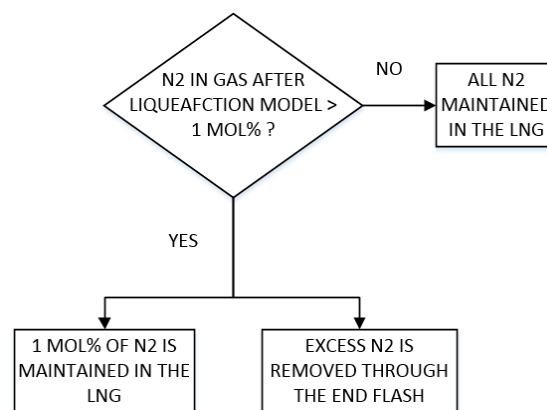 N2 IN GAS AFTER
LIQUEAFCTION MODEL >
1 MOL% ?
NO
ALL N2
MAINTAINED
IN THE LNG
YES
1 MOL% OF N2 IS
MAINTAINED IN THE
LNG
EXCESS N2 IS
REMOVED THROUGH
THE END FLASH